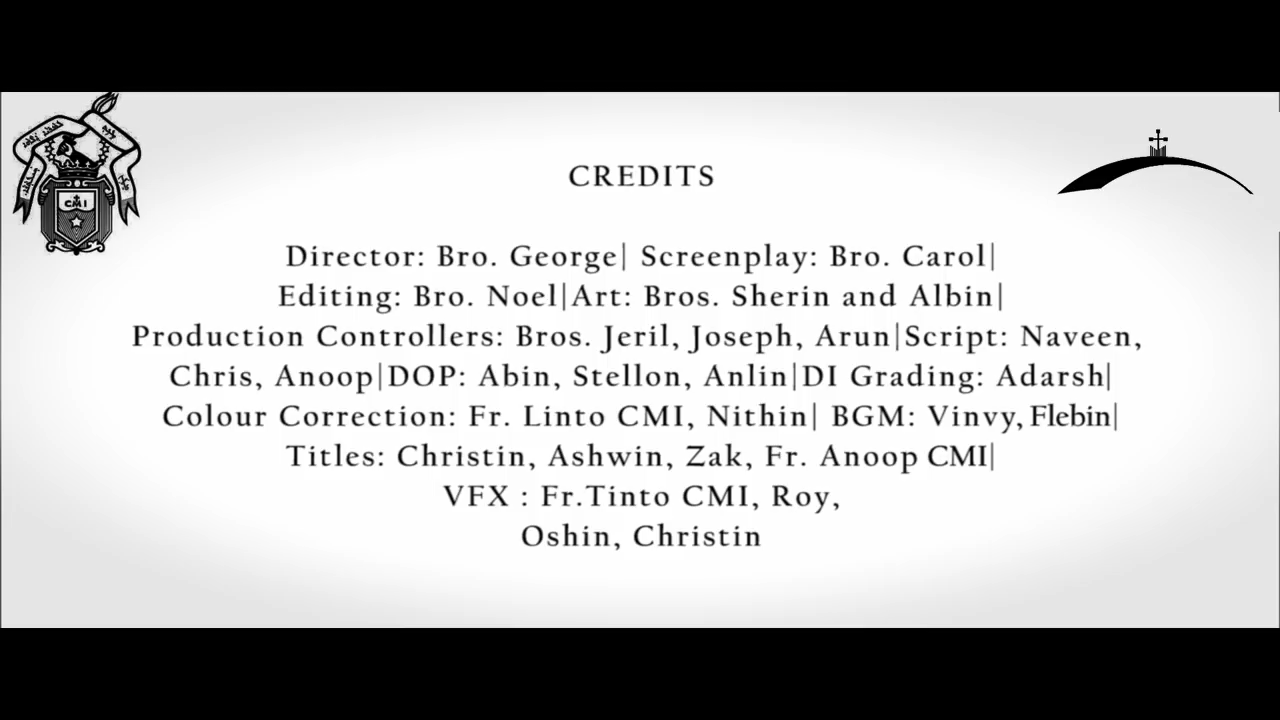 CMI
CREDITS
Director: Bro. George| Screenplay: Bro. Carol|
Editing: Bro. Noel|Art: Bros. Sherin and Albin|
Production Controllers: Bros. Jeril, Joseph, Arun|Script: Naveen,
Chris, Anoop|DOP: Abin, Stellon, Anlin|DI Grading: Adarsh|
Colour Correction: Fr. Linto CMI, Nithin| BGM: Vinvy, Flebin|
Titles: Christin, Ashwin, Zak, Fr. Anoop CMI|
VFX : Fr.Tinto CMI, Roy,
Oshin, Christin